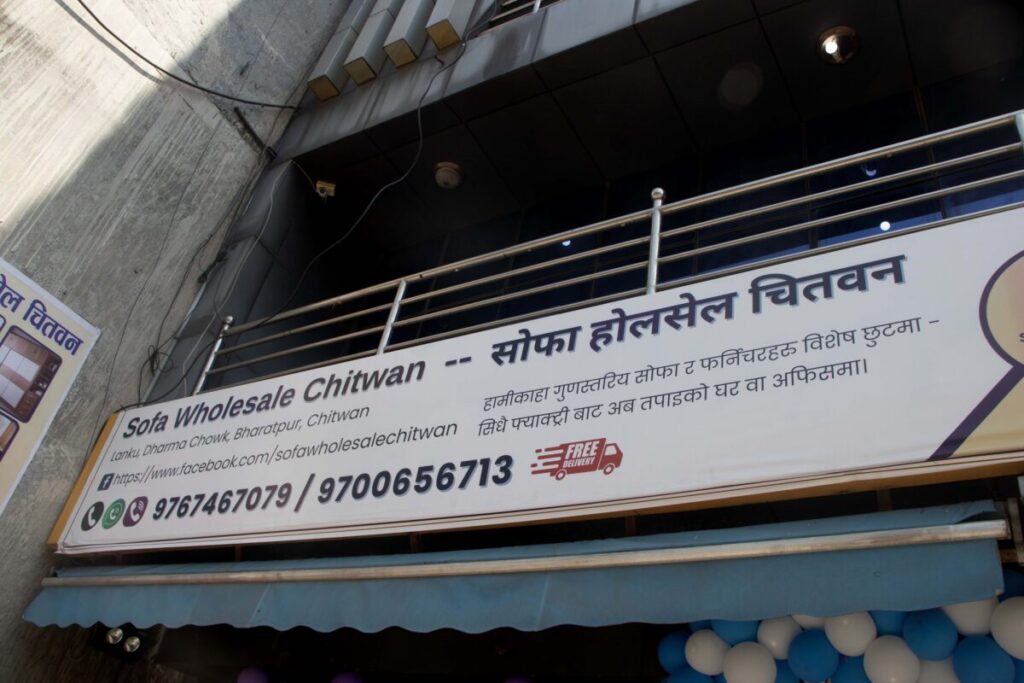 Sofa Wholesale Chitwan -- सोफा होलसेल चितवन
Lanku, Dharma Chowk, Bharatpur, Chitwan
https://www.facebook.com/sofawholesalechitwan
9767467079 / 9700656713
हामीकाहा गुणस्तरिय सोफा र फर्निचरहरु विशेष छुटमा -
सिधै फ्याक्ट्री बाट अब तपाइको घर वा अफिसमा।
FREE
DELIVERY
चितवन